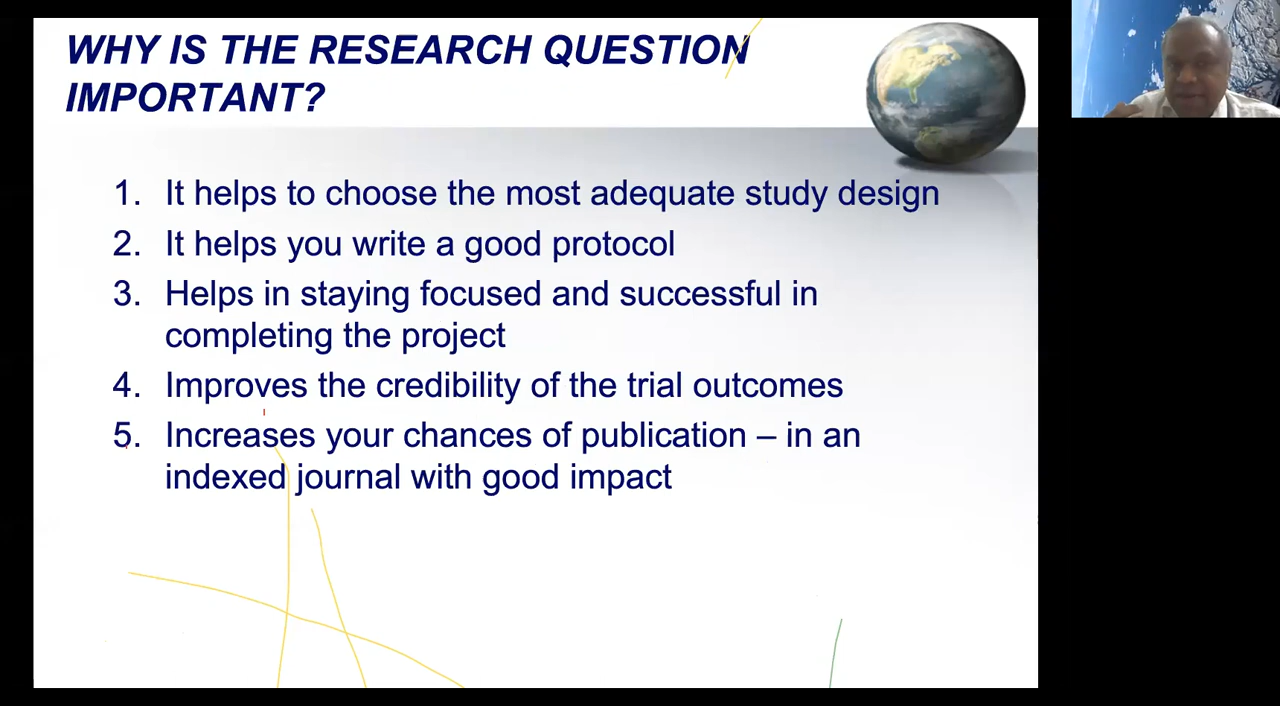 WHY IS THE RESEARCH QUESTION
IMPORTANT?
1. It helps to choose the most adequate study design
2. It helps you write a good protocol
3. Helps in staying focused and successful in
completing the project
4. Improves the credibility of the trial outcomes
5. Increases your chances of publication – in an
indexed journal with good impact